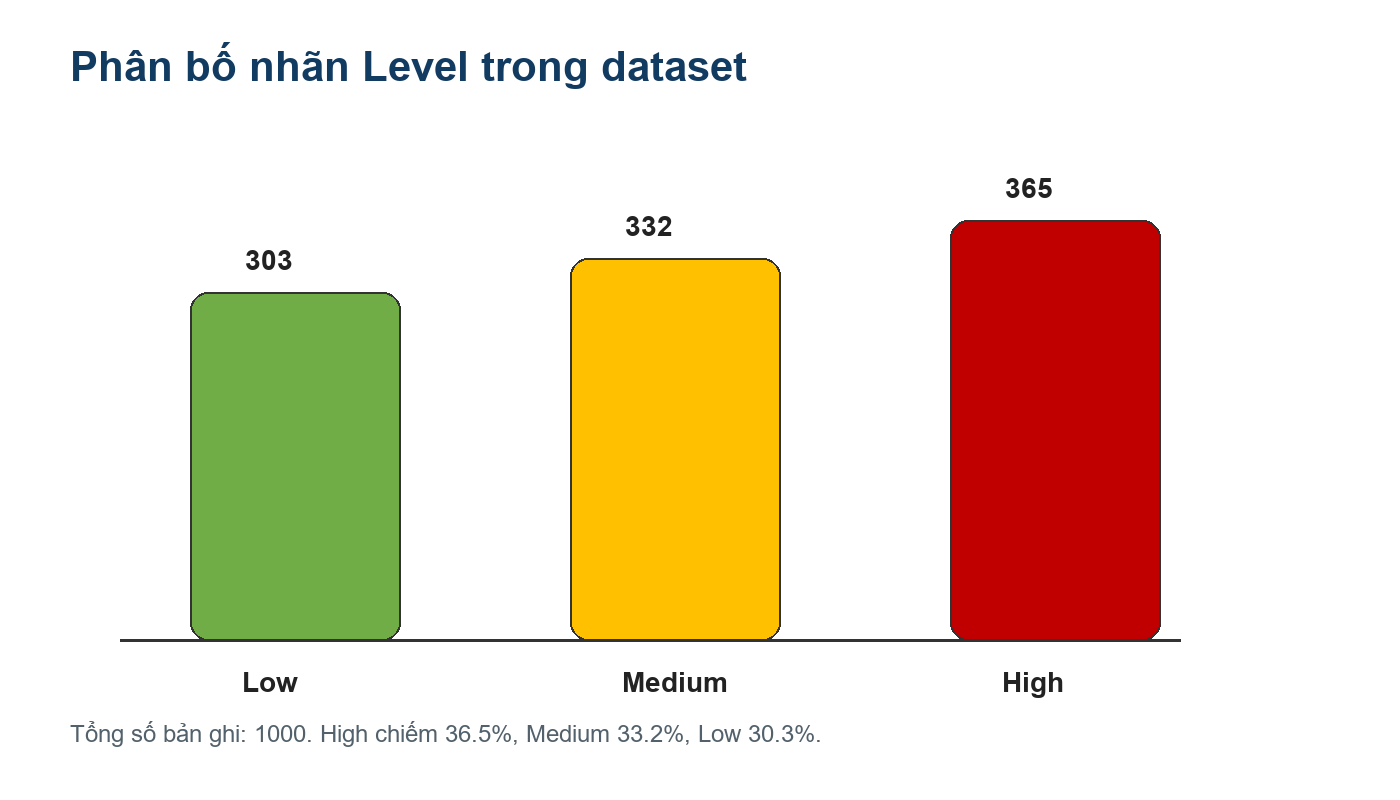 Phân bố nhãn Level trong dataset
365
332
303
Low Medium High
Tổng số bản ghi: 1000. High chiếm 36.5%, Medium 33.2%, Low 30.3%.